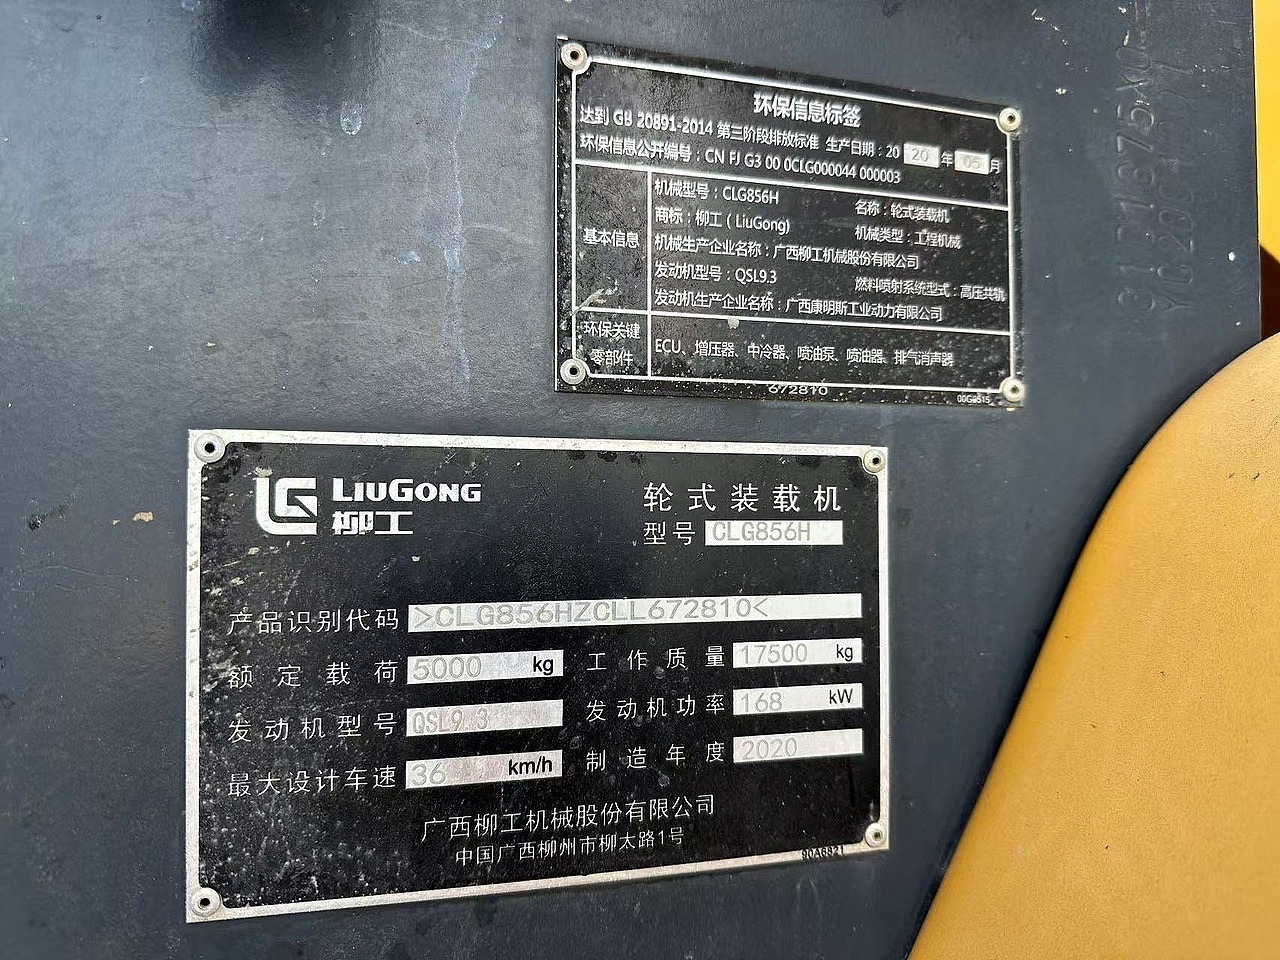 环保信息标签
达到 GB 20891-2014 第三阶段排放标准 生产日期：20 20 年 05 月
环保信息公开编号：CN FJ G3 00 0CLG000044 000003
基本信息
机械型号：CLG856H 名称：轮式装载机
商标：柳工（LiuGong) 机械类型：工程机械
机械生产企业名称：广西柳工机械股份有限公司
发动机型号：QSL9.3 燃料喷射系统型式：高压共轨
发动机生产企业名称：广西康明斯工业动力有限公司
环保关键
零部件
ECU、增压器、中冷器、喷油泵、喷油器、排气消声器
672810
00G0515
LIUGONG
柳工
轮式装载机
型号 CLG856H
产品识别代码 >CLG856HZCLL672810<
额定载荷 5000 kg 工作质量 17500 kg
发动机型号 QSL9.3 发动机功率 168 kW
最大设计车速 36 km/h 制造年度 2020
广西柳工机械股份有限公司
中国广西柳州市柳太路1号
90A6821